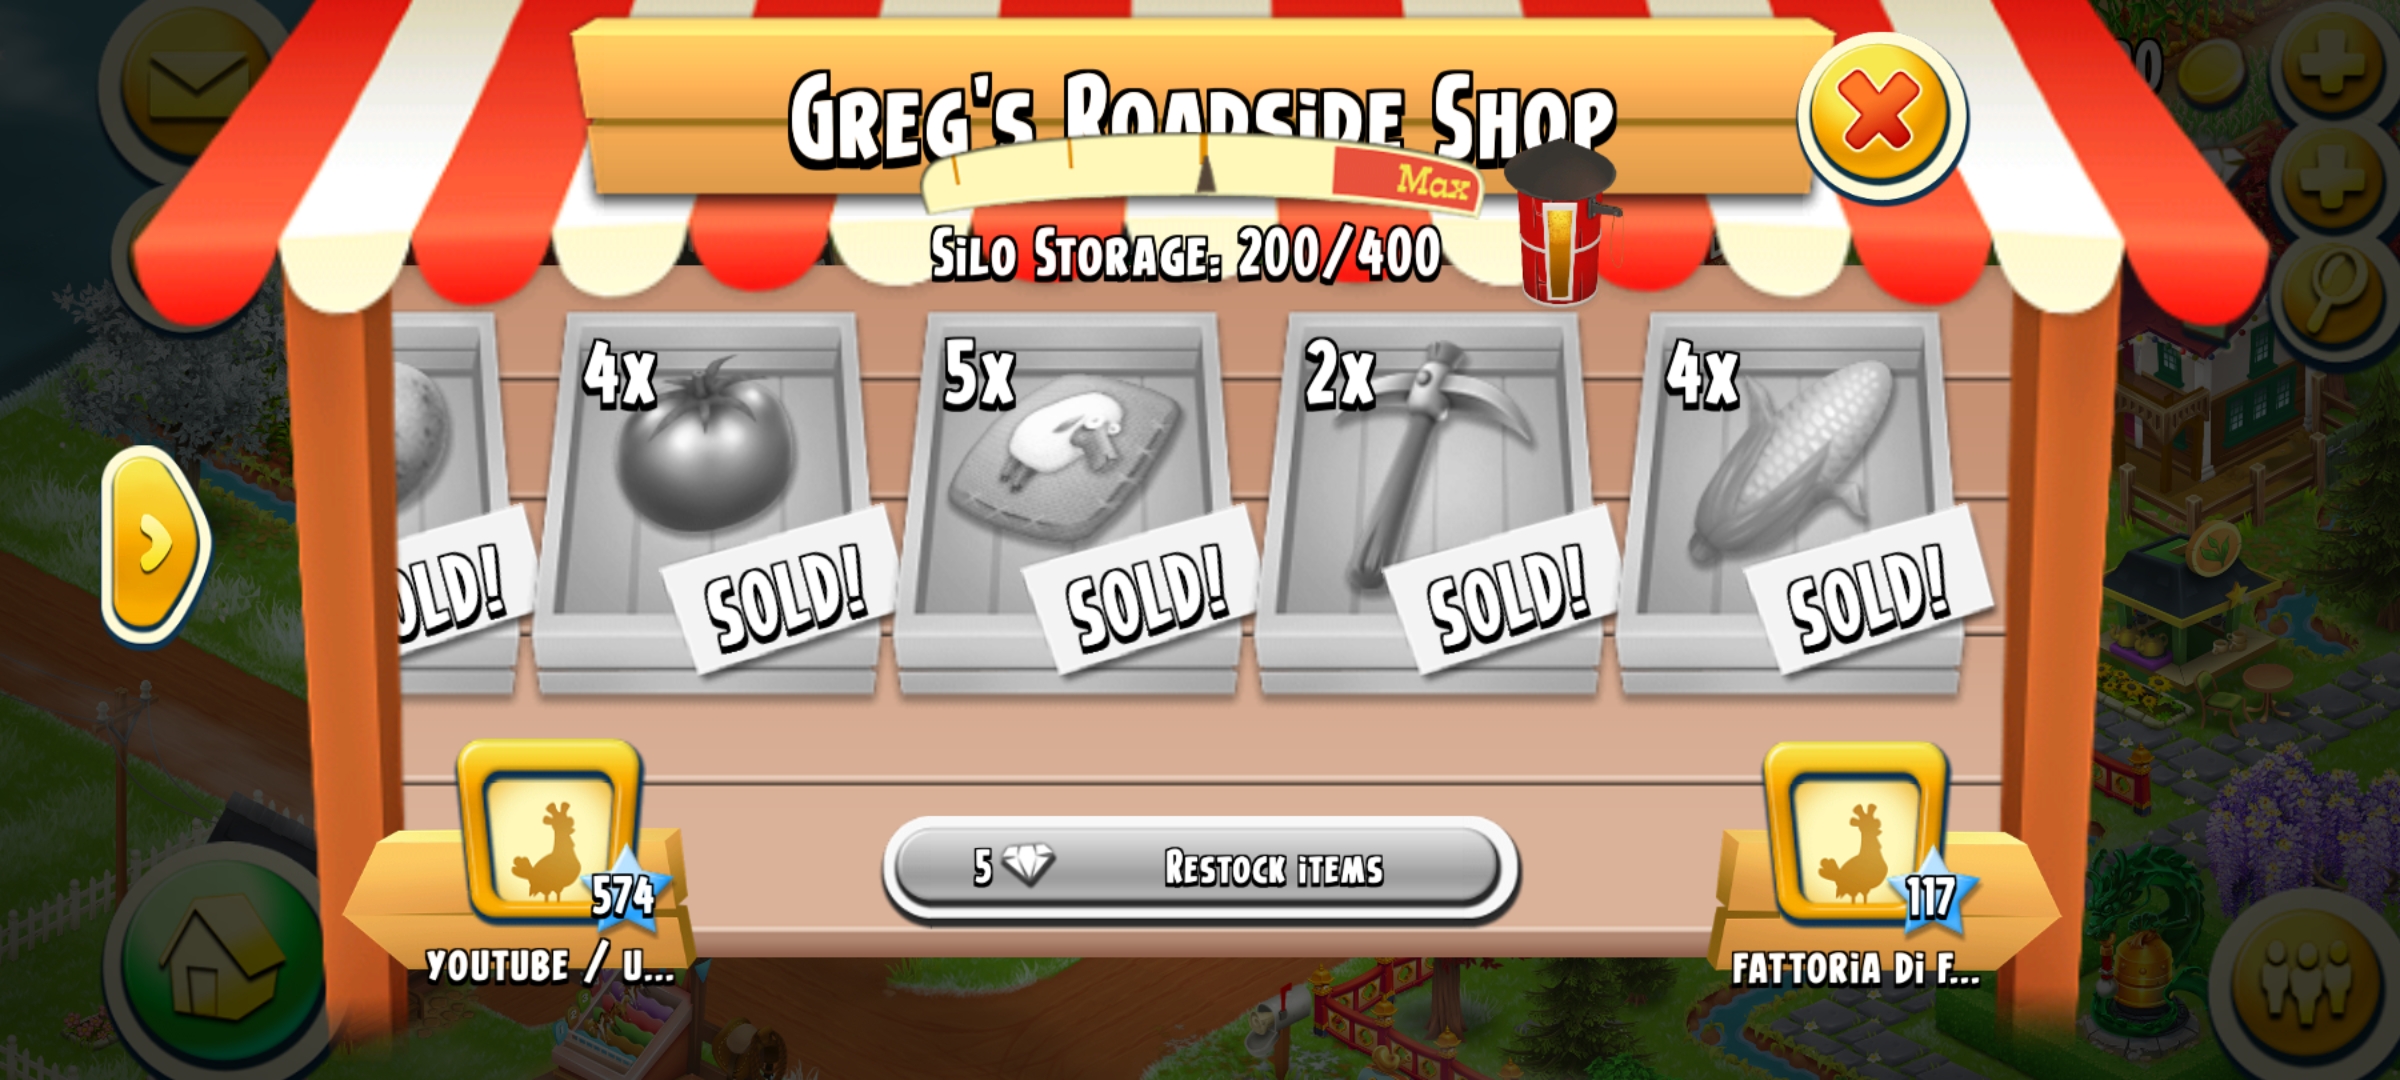 GREG'S ROADSIDE SHOP
Max
SILO STORAGE: 200/400
4x
5x
2x
4x
SOLD!
SOLD!
SOLD!
SOLD!
5
RESTOCK ITEMS
574
117
YOUTUBE / U...
FATTORIA DI F...